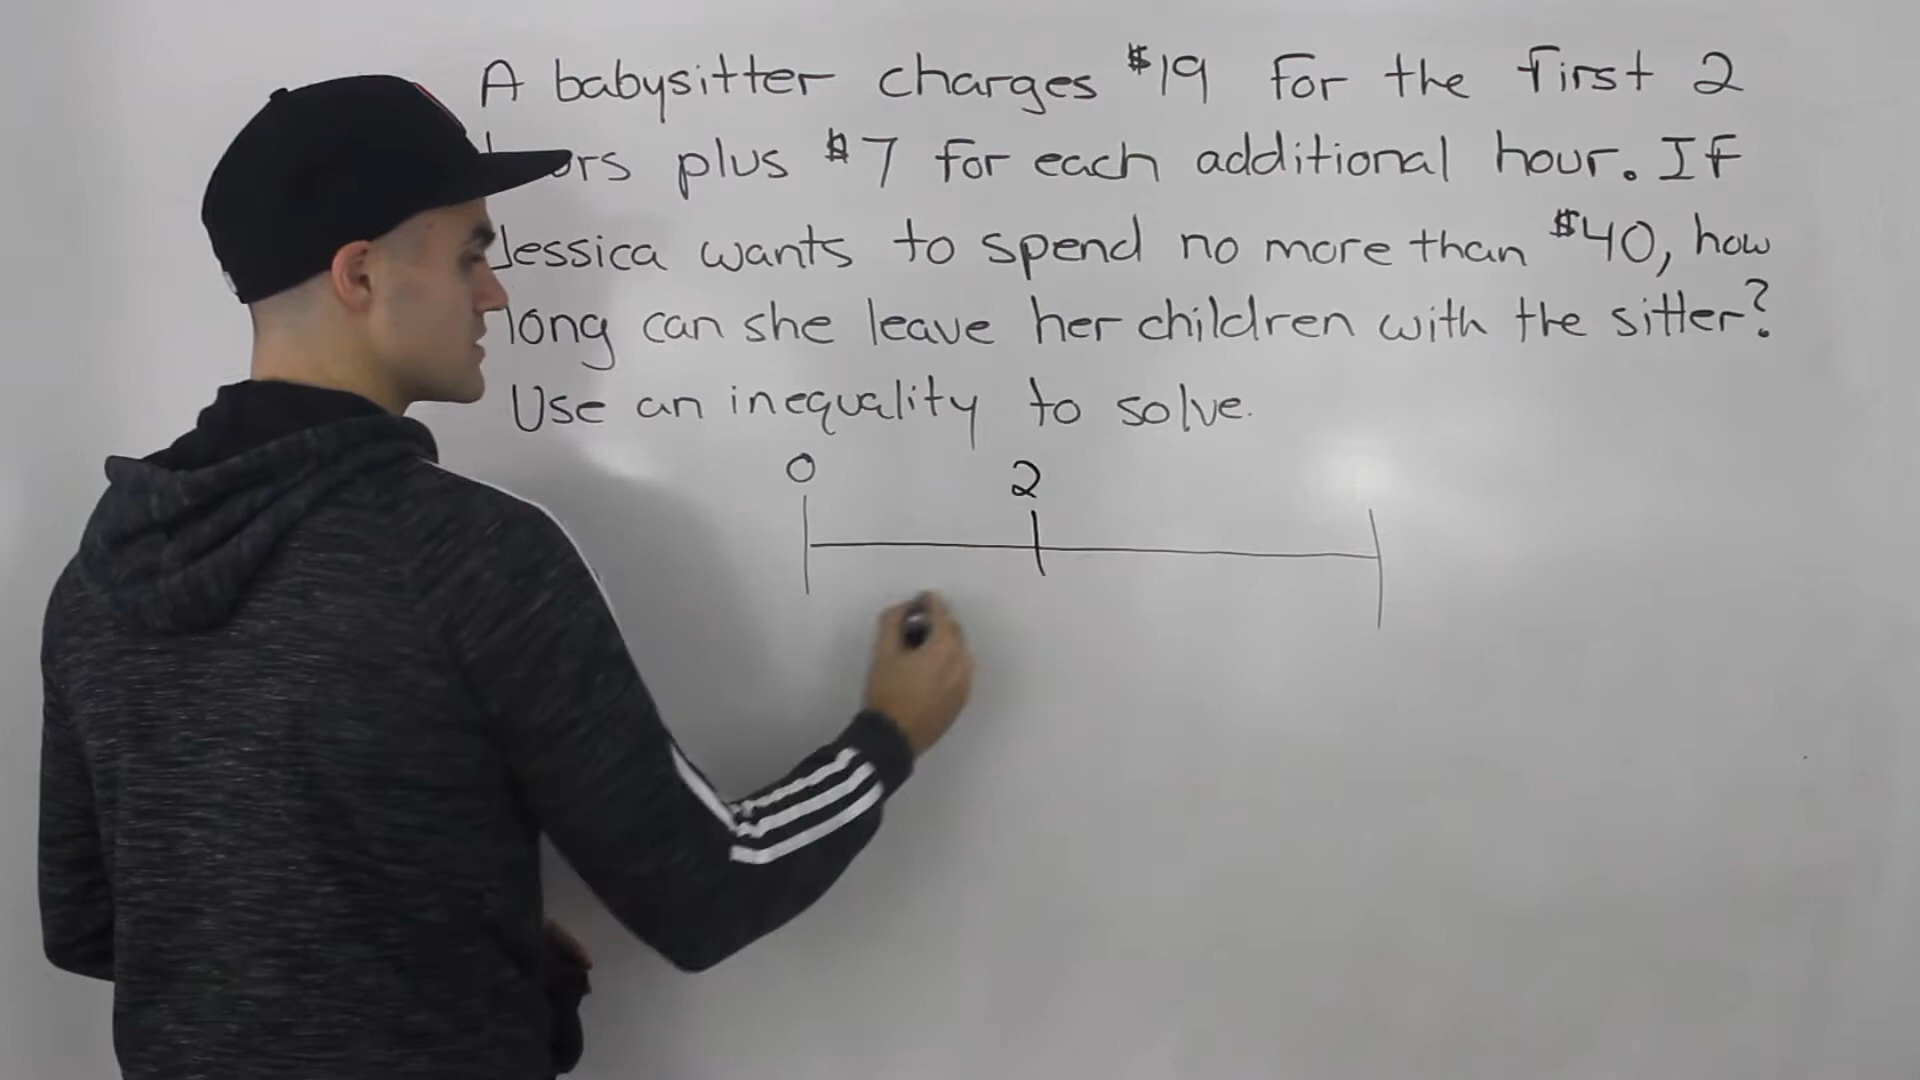 A babysitter charges $19 for the first 2
plus $7 for each additional hour. If
Jessica wants to spend no more than $40, how
long can she leave her children with the sitter?
Use an inequality to solve.
0 2